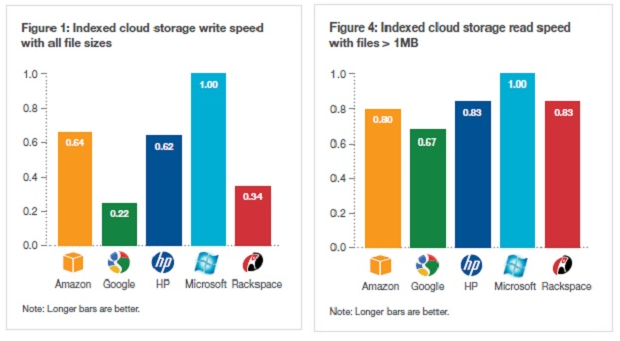 Figure 1: Indexed cloud storage write speed
with all file sizes
1.0
0.8
0.6
0.4
0.2
0.0
0.64
0.22
0.62
1.00
0.34
hp
Amazon Google HP Microsoft Rackspace
Note: Longer bars are better.
Figure 4: Indexed cloud storage read speed
with files > 1MB
1.0
0.8
0.6
0.4
0.2
0.0
0.80
0.67
0.83
1.00
0.83
hp
Amazon Google HP Microsoft Rackspace
Note: Longer bars are better.